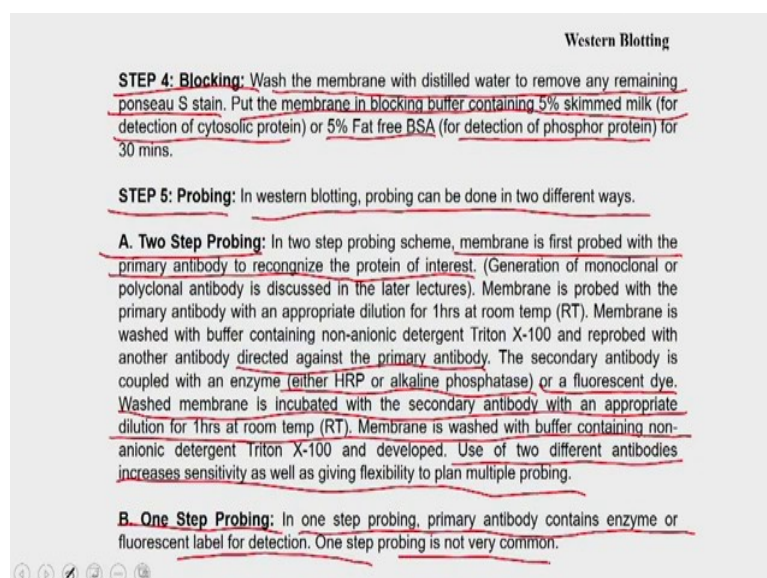 Western Blotting
STEP 4: Blocking: Wash the membrane with distilled water to remove any remaining
ponseau S stain. Put the membrane in blocking buffer containing 5% skimmed milk (for
detection of cytosolic protein) or 5% Fat free BSA (for detection of phosphor protein) for
30 mins.
STEP 5: Probing: In western blotting, probing can be done in two different ways.
A. Two Step Probing: In two step probing scheme, membrane is first probed with the
primary antibody to recongnize the protein of interest. (Generation of monoclonal or
polyclonal antibody is discussed in the later lectures). Membrane is probed with the
primary antibody with an appropriate dilution for 1hrs at room temp (RT). Membrane is
washed with buffer containing non-anionic detergent Triton X-100 and reprobed with
another antibody directed against the primary antibody. The secondary antibody is
coupled with an enzyme (either HRP or alkaline phosphatase) or a fluorescent dye.
Washed membrane is incubated with the secondary antibody with an appropriate
dilution for 1hrs at room temp (RT). Membrane is washed with buffer containing non-
anionic detergent Triton X-100 and developed. Use of two different antibodies
increases sensitivity as well as giving flexibility to plan multiple probing.
B. One Step Probing: In one step probing, primary antibody contains enzyme or
fluorescent label for detection. One step probing is not very common.